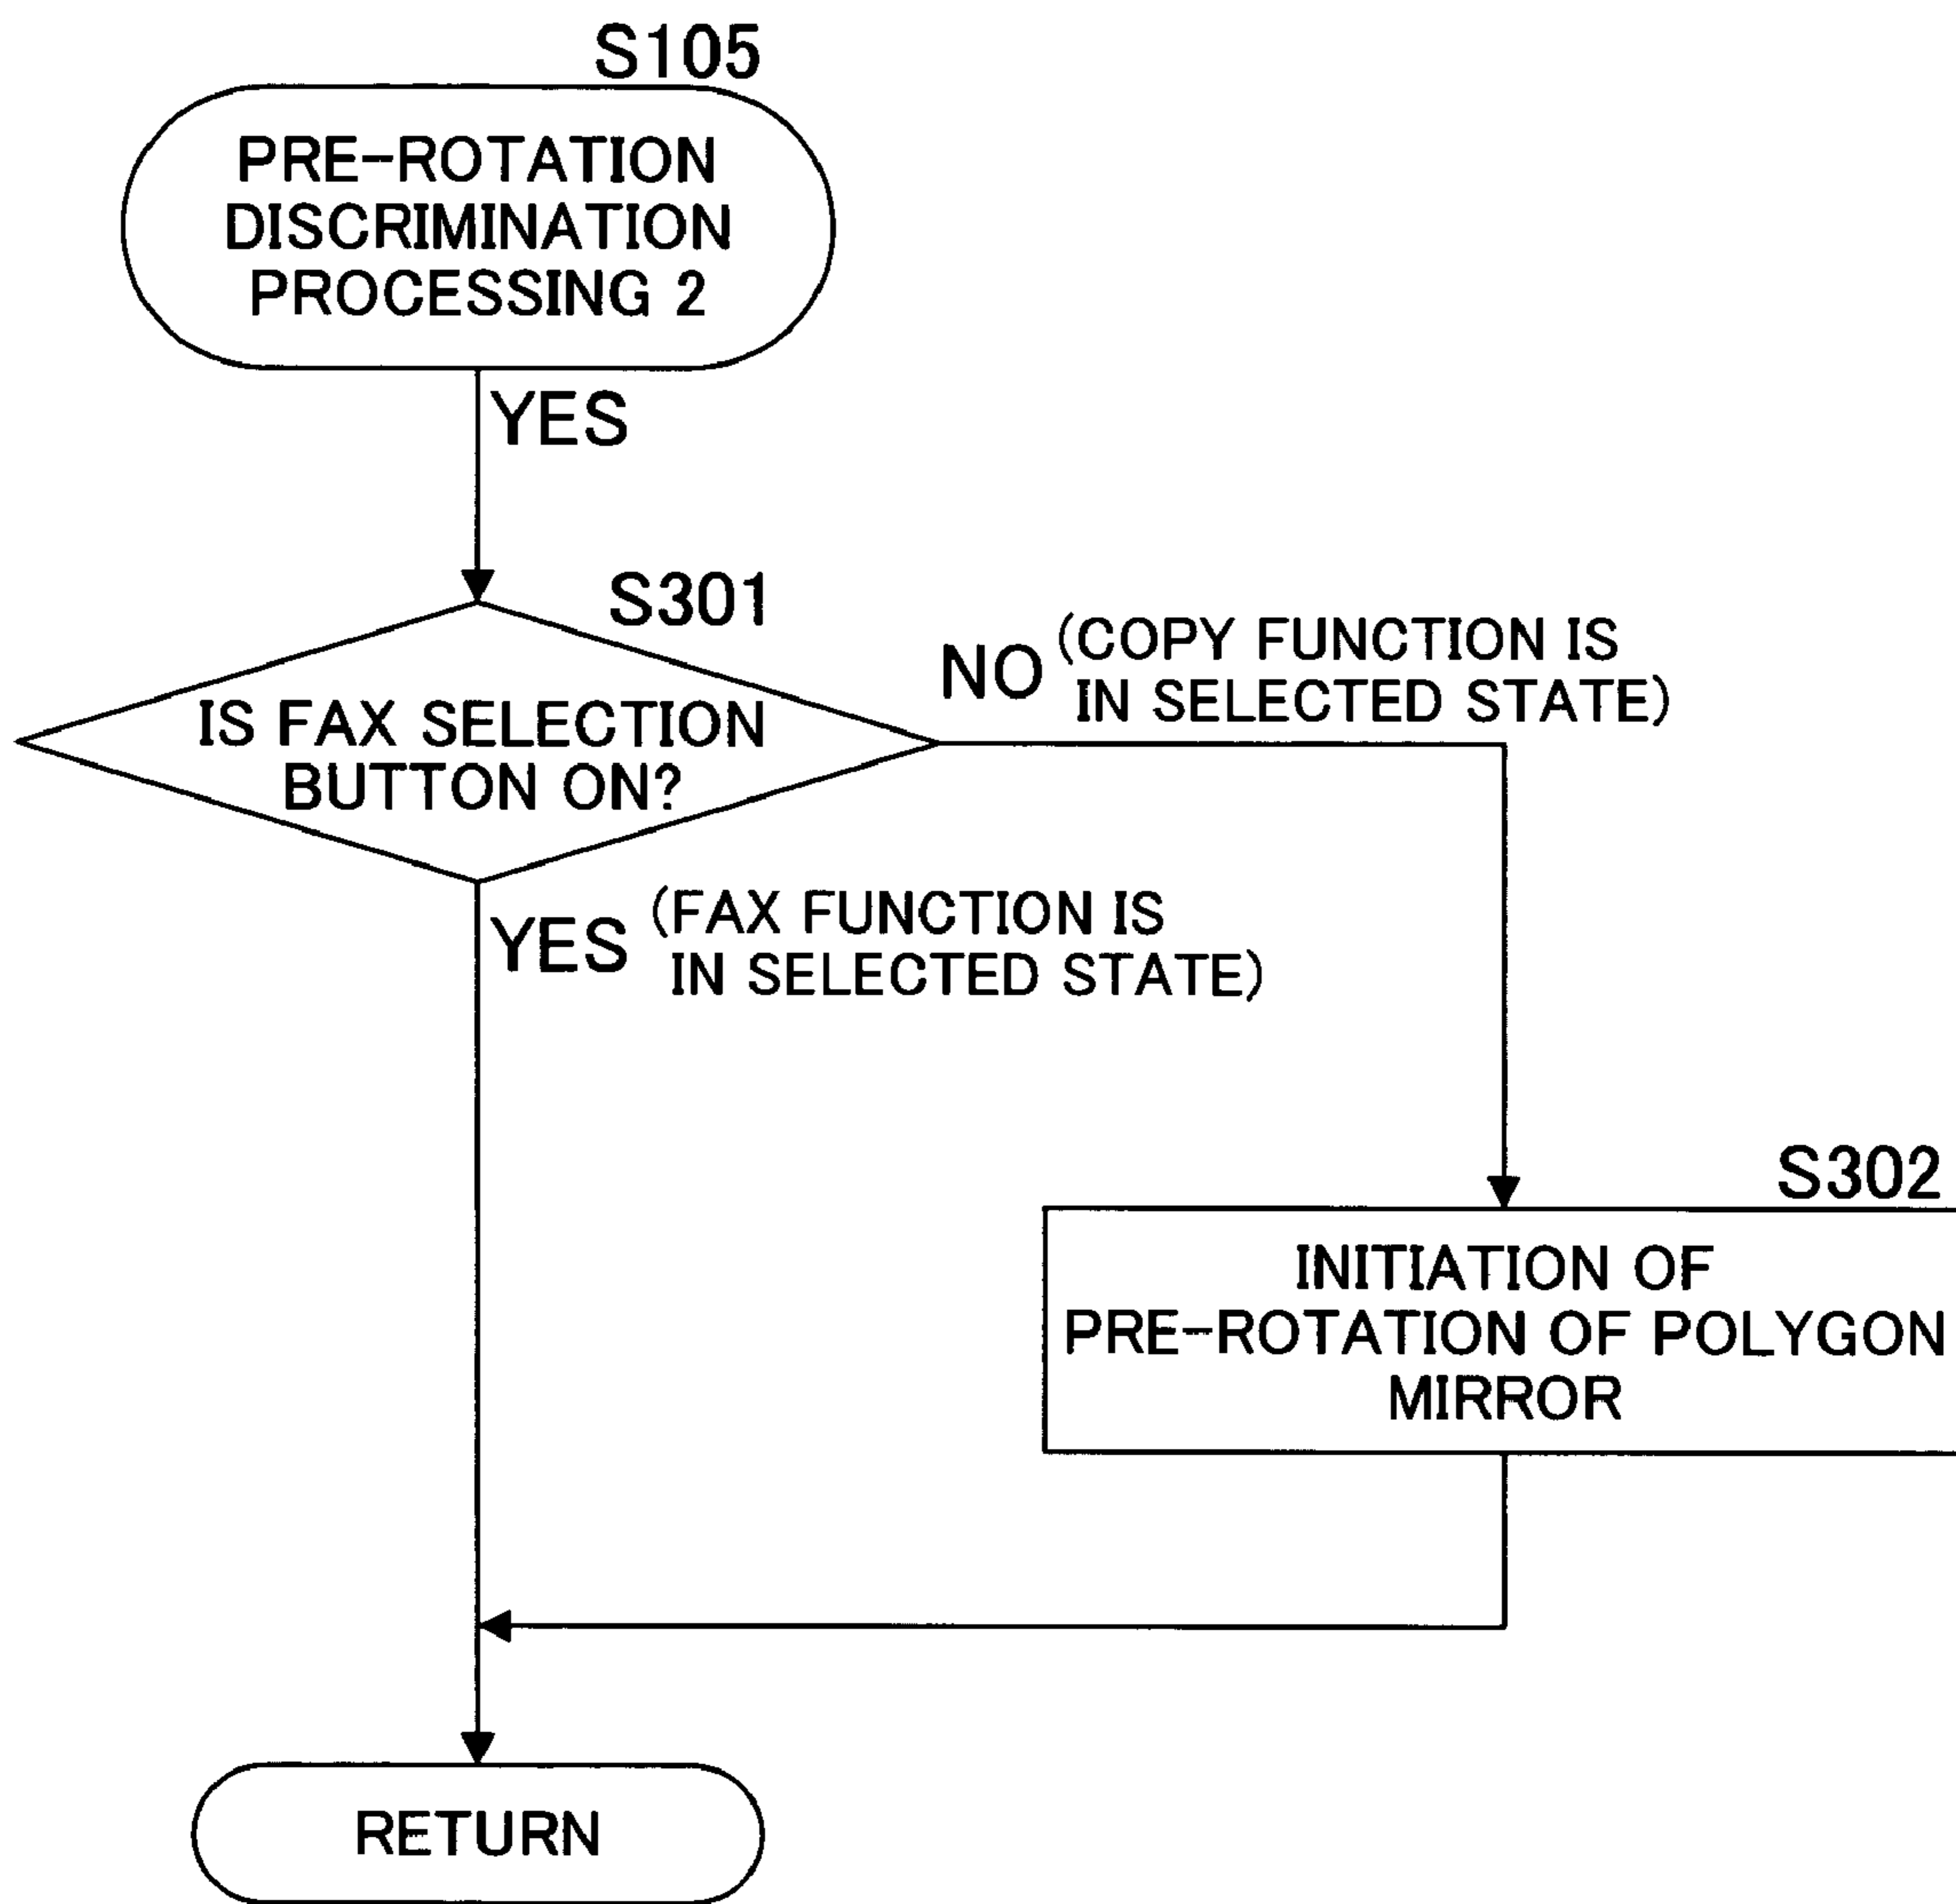 S105
PRE-ROTATION
DISCRIMINATION
PROCESSING 2
YES
S301
IS FAX SELECTION
BUTTON ON?
NO (COPY FUNCTION IS
IN SELECTED STATE)
YES (FAX FUNCTION IS
IN SELECTED STATE)
S302
INITIATION OF
PRE-ROTATION OF POLYGON
MIRROR
RETURN